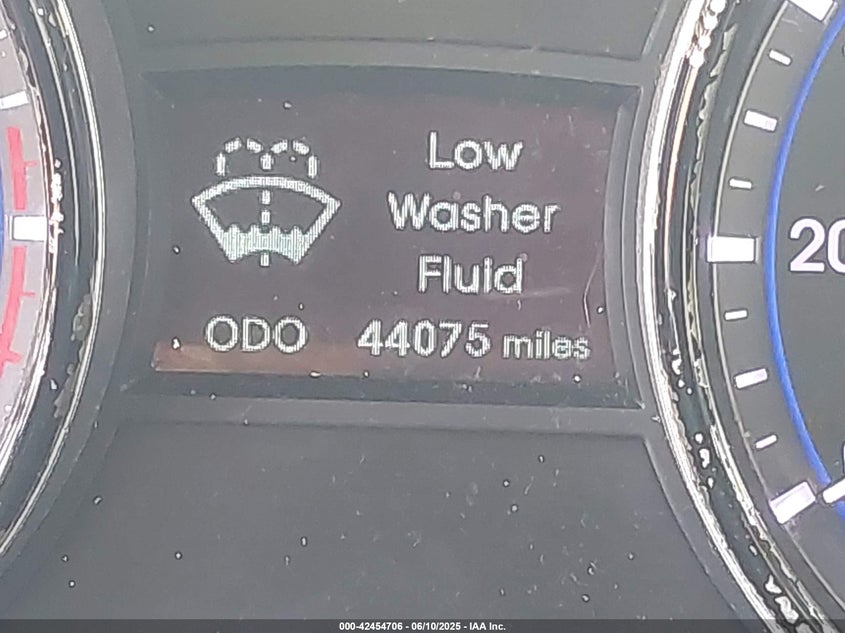 Low
Washer
Fluid
ODO 44075 miles
20
000-42454706 - 06/10/2025 - IAA Inc.